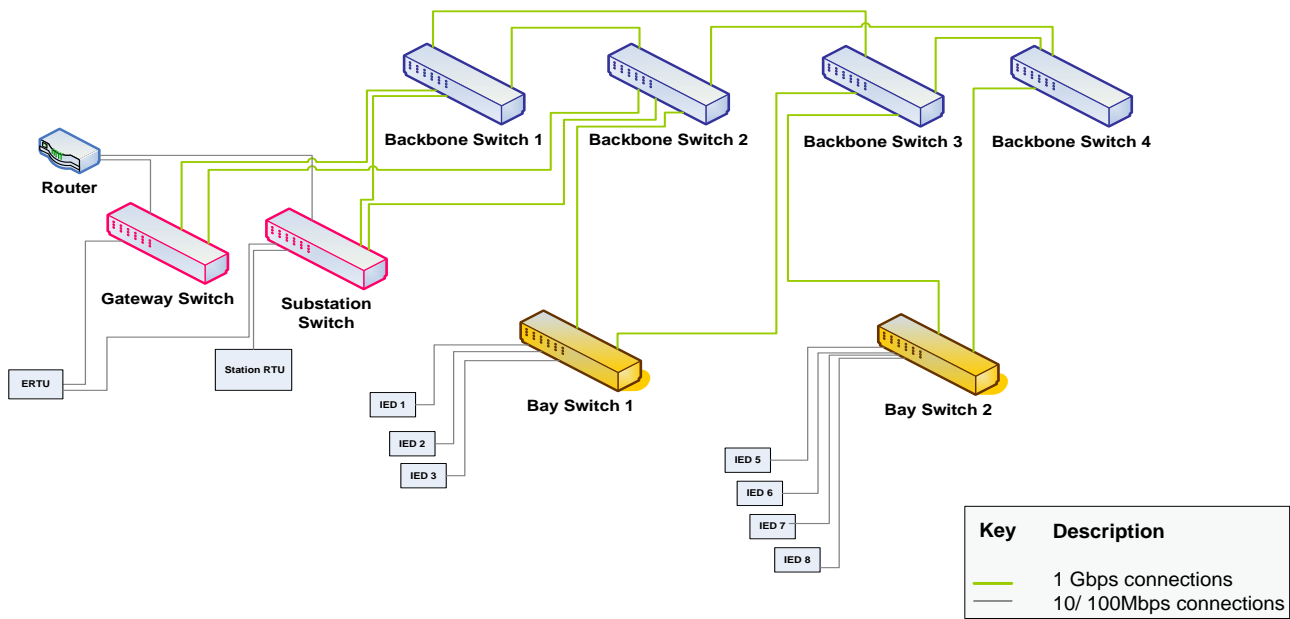 Backbone Switch 1
Backbone Switch 2
Backbone Switch 3
Backbone Switch 4
Router
Gateway Switch
Substation
Switch
ERTU
Station RTU
IED 1
IED 2
IED 3
Bay Switch 1
Bay Switch 2
IED 5
IED 6
IED 7
IED 8
Key Description
1 Gbps connections
10/ 100Mbps connections